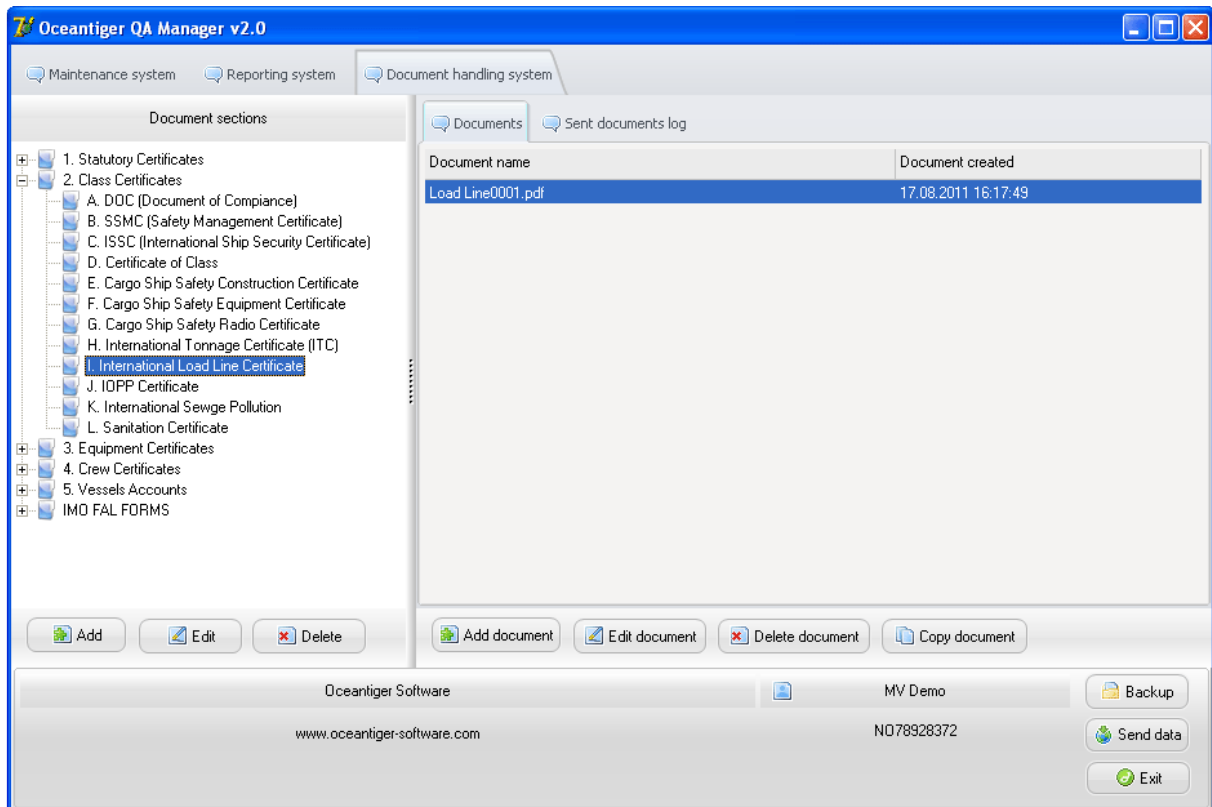 Oceantiger QA Manager v2.0
Maintenance system
Reporting system
Document handling system
Document sections
1. Statutory Certificates
2. Class Certificates
A. DOC (Document of Compiance)
B. SSMC (Safety Management Certificate)
C. ISSC (International Ship Security Certificate)
D. Certificate of Class
E. Cargo Ship Safety Construction Certificate
F. Cargo Ship Safety Equipment Certificate
G. Cargo Ship Safety Radio Certificate
H. International Tonnage Certificate (ITC)
I. International Load Line Certificate
J. IOPP Certificate
K. International Sewge Pollution
L. Sanitation Certificate
3. Equipment Certificates
4. Crew Certificates
5. Vessels Accounts
IMO FAL FORMS
Add
Edit
Delete
Documents
Sent documents log
Document name
Document created
Load Line0001.pdf
17.08.2011 16:17:49
Add document
Edit document
Delete document
Copy document
Oceantiger Software
MV Demo
www.oceantiger-software.com
NO78928372
Backup
Send data
Exit